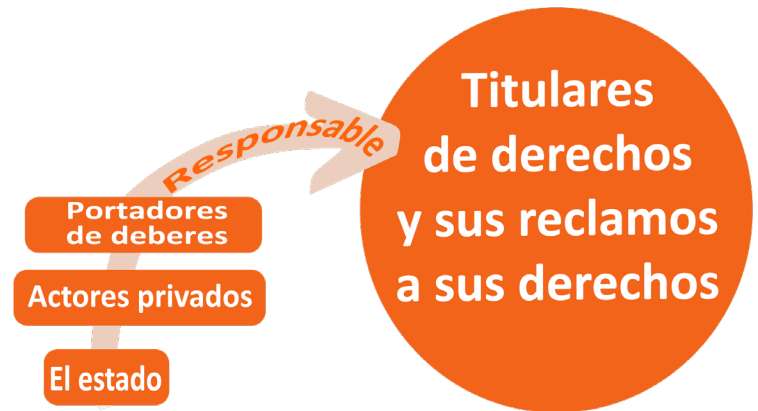 Titulares
de derechos
y sus reclamos
a sus derechos
Responsable
Portadores
de deberes
Actores privados
El estado